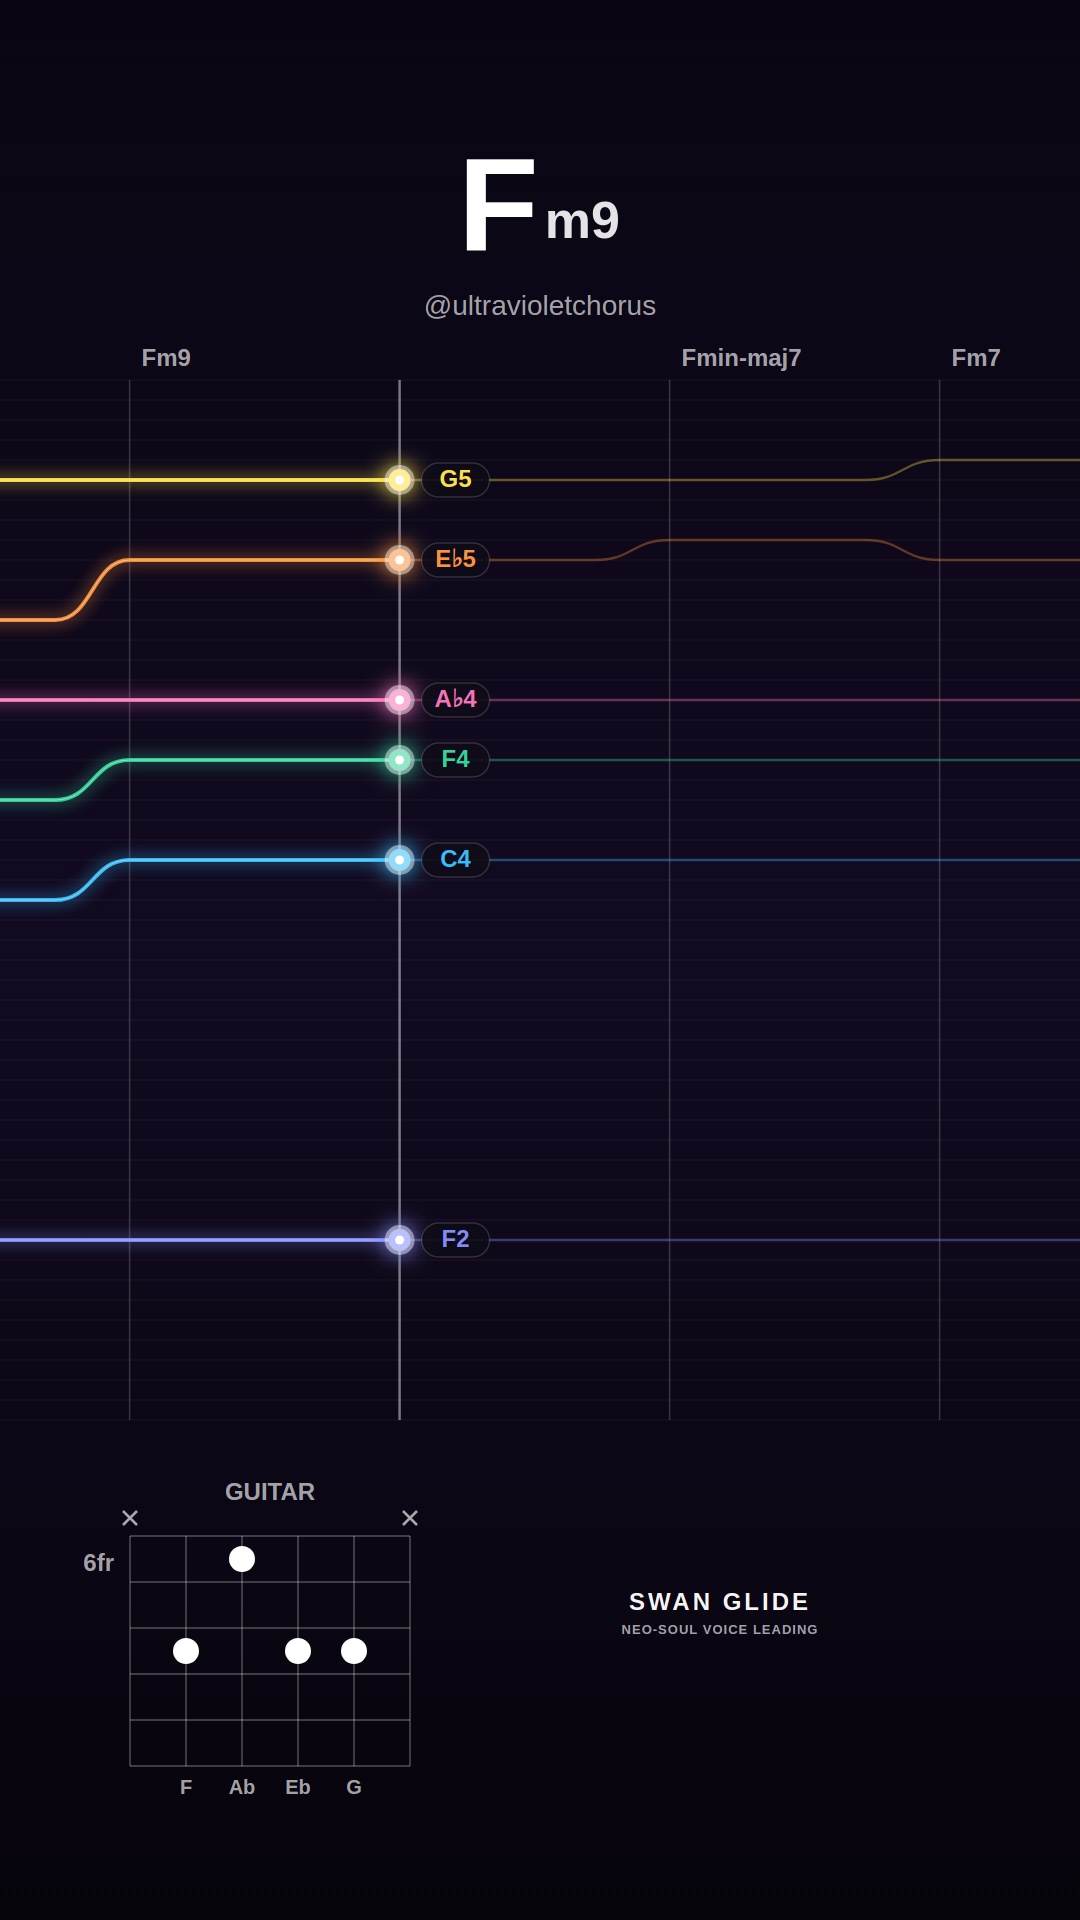 F m9
@ultravioletchorus
Fm9 Fmin-maj7 Fm7
G5
E♭5
A♭4
F4
C4
F2
GUITAR
× ×
6fr
F Ab Eb G
SWAN GLIDE
NEO-SOUL VOICE LEADING